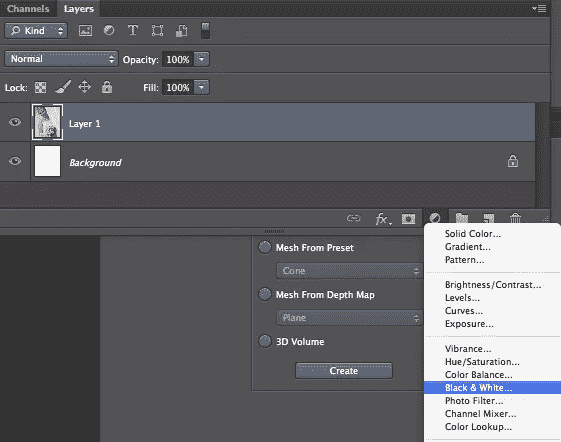 Channels Layers
Kind
Normal Opacity: 100%
Lock: Fill: 100%
Layer 1
Background
fx
Mesh From Preset
Cone
Mesh From Depth Map
Plane
3D Volume
Create
Solid Color...
Gradient...
Pattern...
Brightness/Contrast...
Levels...
Curves...
Exposure...
Vibrance...
Hue/Saturation...
Color Balance...
Black & White...
Photo Filter...
Channel Mixer...
Color Lookup...